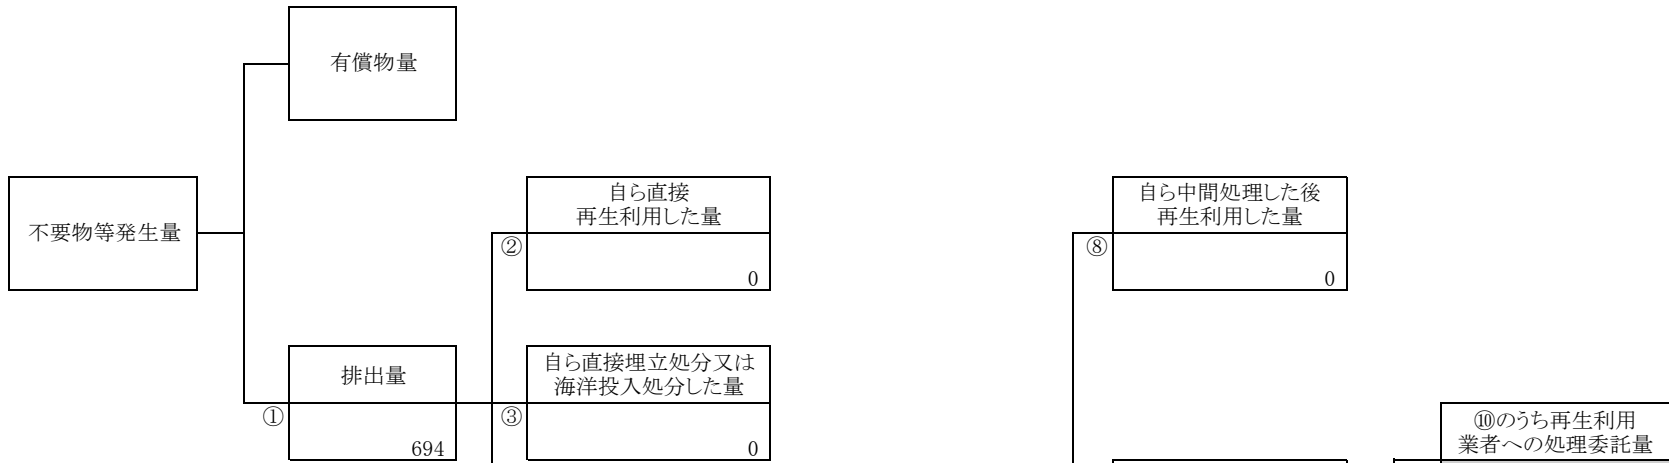 有償物量
不要物等発生量
自ら直接
再生利用した量
②
0
自ら中間処理した後
再生利用した量
⑧
0
排出量
①
694
自ら直接埋立処分又は
海洋投入処分した量
③
0
⑩のうち再生利用
業者への処理委託量